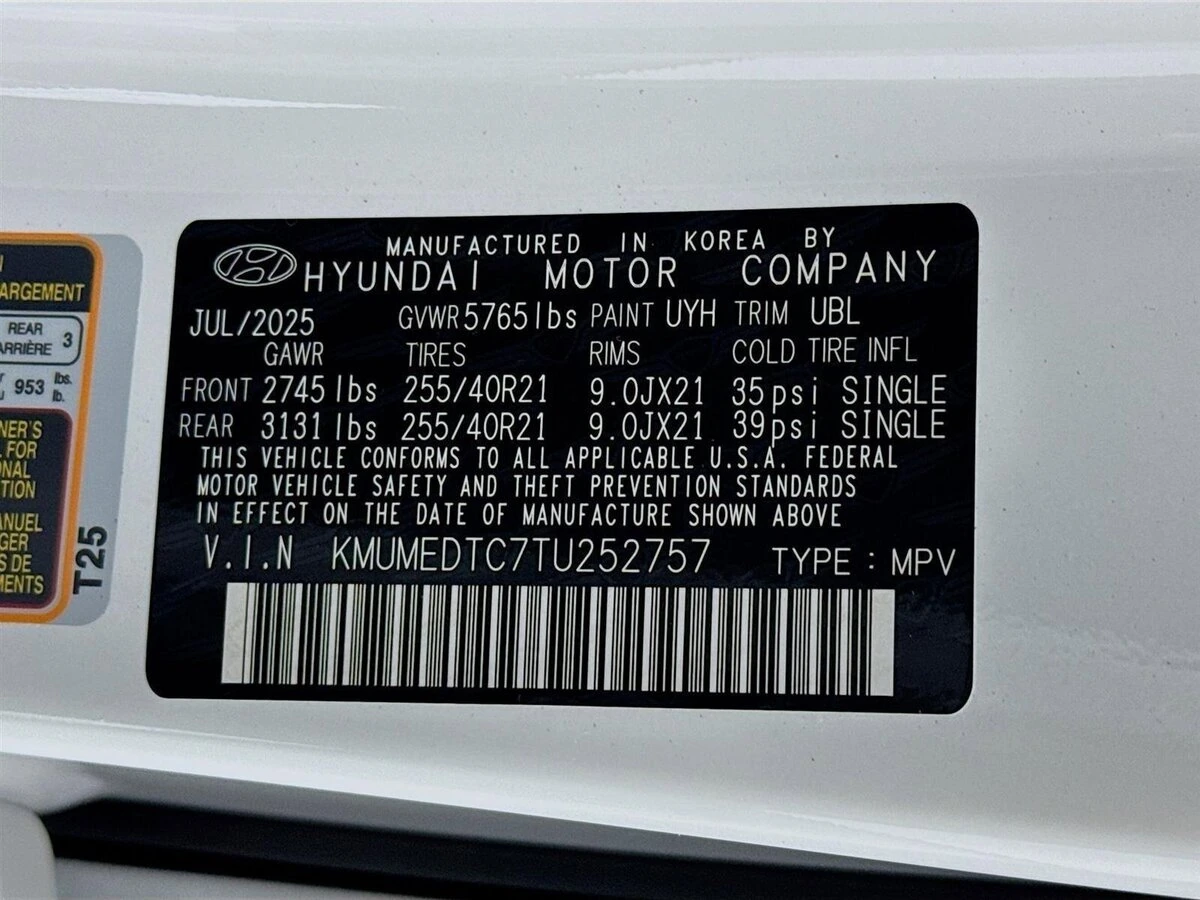 MANUFACTURED IN KOREA BY
HYUNDAI MOTOR COMPANY
JUL/2025 GVWR 5765lbs PAINT UYH TRIM UBL
GAWR TIRES RIMS COLD TIRE INFL
FRONT 2745 lbs 255/40R21 9.0JX21 35psi SINGLE
REAR 3131 lbs 255/40R21 9.0JX21 39psi SINGLE
THIS VEHICLE CONFORMS TO ALL APPLICABLE U.S.A. FEDERAL
MOTOR VEHICLE SAFETY AND THEFT PREVENTION STANDARDS
IN EFFECT ON THE DATE OF MANUFACTURE SHOWN ABOVE
V.I.N KMUMEDTC7TU252757 TYPE : MPV
ARGEMENT
REAR 3
ARRIÈRE
953 lbs.
lb.
NER'S
FOR
ONAL
TION
ANUEL
GER
S DE
MENTS
T25